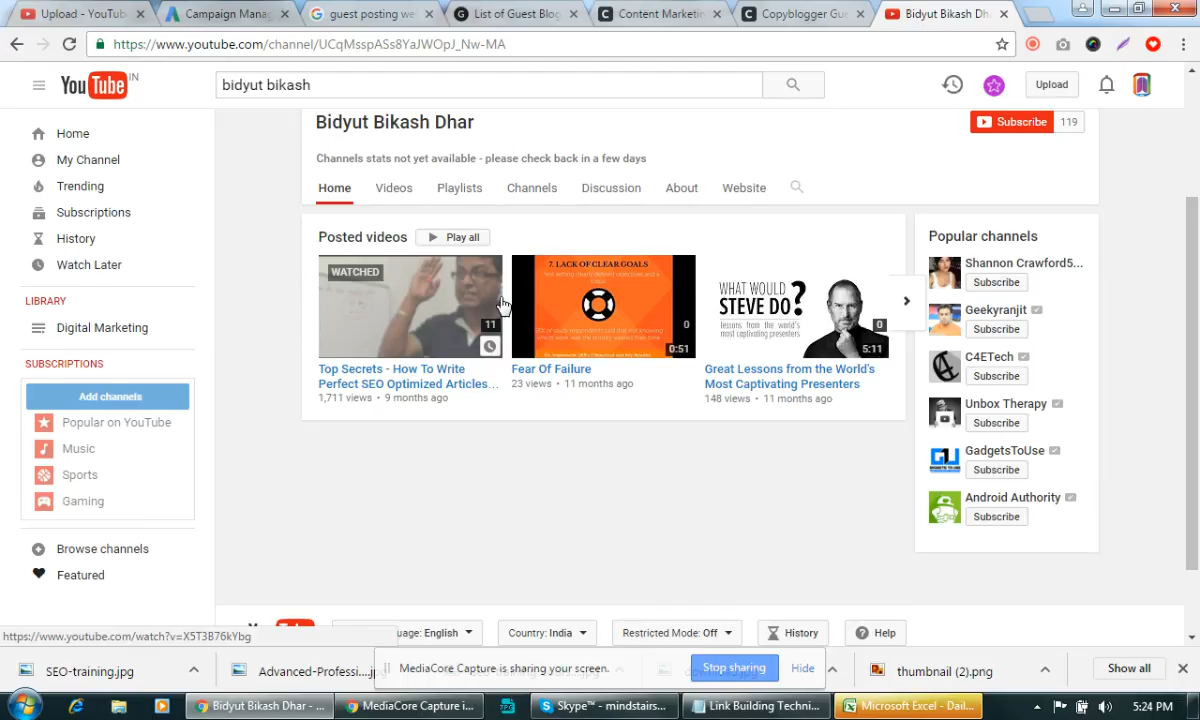 Upload - YouTub
Campaign Manag
guest posting we
List of Guest Blog
Content Marketin
Copyblogger Gue
Bidyut Bikash Dh
https://www.youtube.com/channel/UCqMsspASs8YaJWOpJ_Nw-MA
YouTube IN
bidyut bikash
Upload
Home
My Channel
Trending
Subscriptions
History
Watch Later
LIBRARY
Digital Marketing
SUBSCRIPTIONS
Add channels
Popular on YouTube
Music
Sports
Gaming
Browse channels
Featured
Bidyut Bikash Dhar
Subscribe 119
Channels stats not yet available - please check back in a few days
Home Videos Playlists Channels Discussion About Website
Posted videos Play all
WATCHED
11
Top Secrets - How To Write
Perfect SEO Optimized Articles...
1,711 views • 9 months ago
7. LACK OF CLEAR GOALS
0
0:51
Fear Of Failure
23 views • 11 months ago
WHAT WOULD
STEVE DO?
lessons from the world's
most captivating presenters
0
5:11
Great Lessons from the World's
Most Captivating Presenters
148 views • 11 months ago
Popular channels
Shannon Crawford5...
Subscribe
Geekyranjit
Subscribe
C4ETech
Subscribe
Unbox Therapy
Subscribe
GadgetsToUse
Subscribe
Android Authority
Subscribe
https://www.youtube.com/watch?v=X5T3B76kYbg
uage: English
Country: India
Restricted Mode: Off
History
Help
MediaCore Capture is sharing your screen. Stop sharing Hide
SEO-training.jpg
Advanced-Professi....jpg
thumbnail (2).png
Show all
Bidyut Bikash Dhar - ...
MediaCore Capture i...
Skype™ - mindstairs...
Link Building Techni...
Microsoft Excel - Dail...
5:24 PM